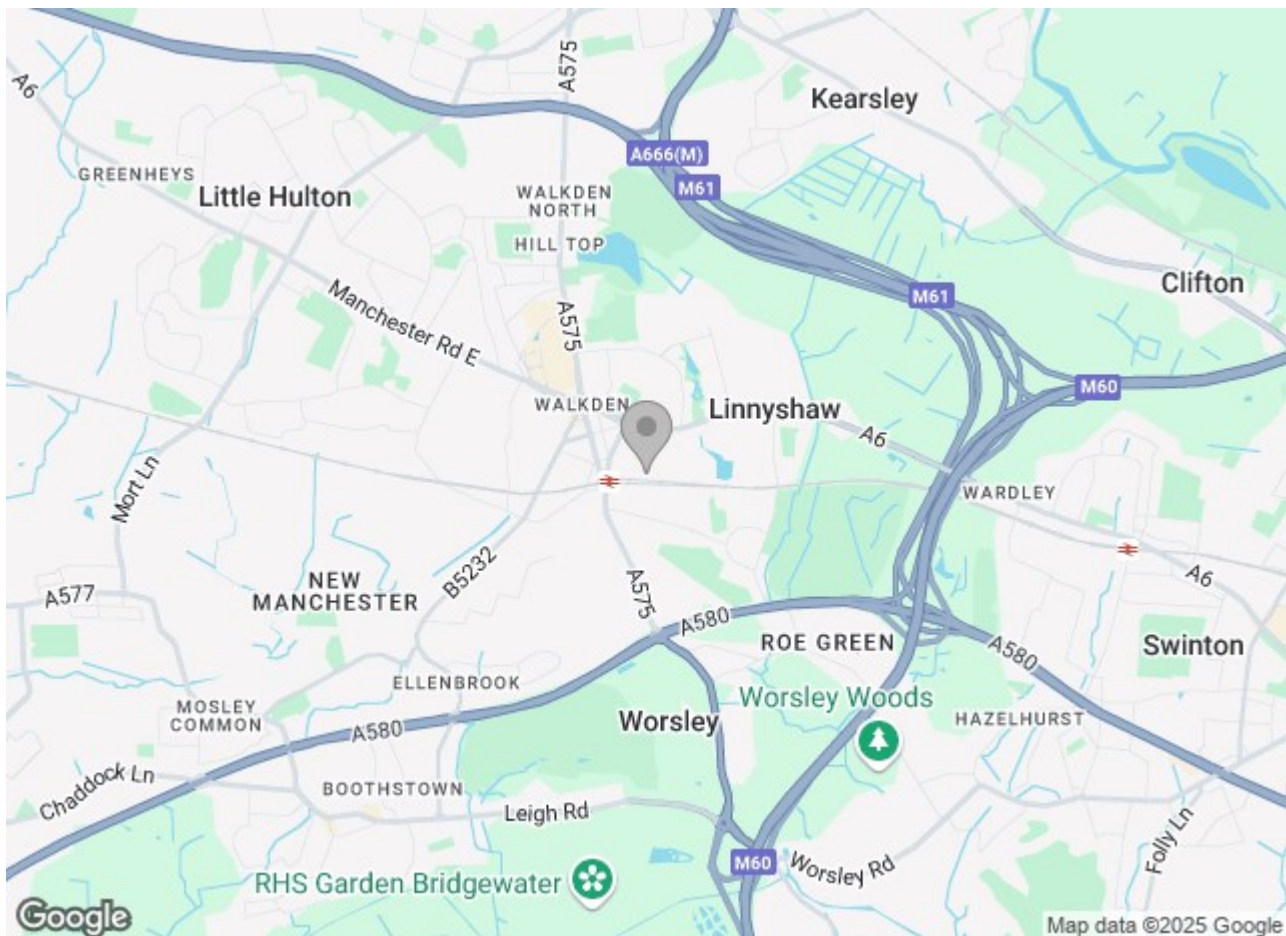 A575
A6
Kearsley
A666(M)
GREENHEYS
M61
Little Hulton
WALKDEN
NORTH
HILL TOP
Clifton
M61
Manchester Rd E
A575
M60
WALKDEN
Linnyshaw
A6
Mort Ln
WARDLEY
A6
NEW
MANCHESTER
B5232
A575
A577
A580
ROE GREEN
A580
Swinton
ELLENBROOK
MOSLEY
COMMON
Worsley
Worsley Woods
HAZELHURST
A580
Chaddock Ln
BOOTHSTOWN
Leigh Rd
Folly Ln
M60
Worsley Rd
RHS Garden Bridgewater
Google
Map data ©2025 Google